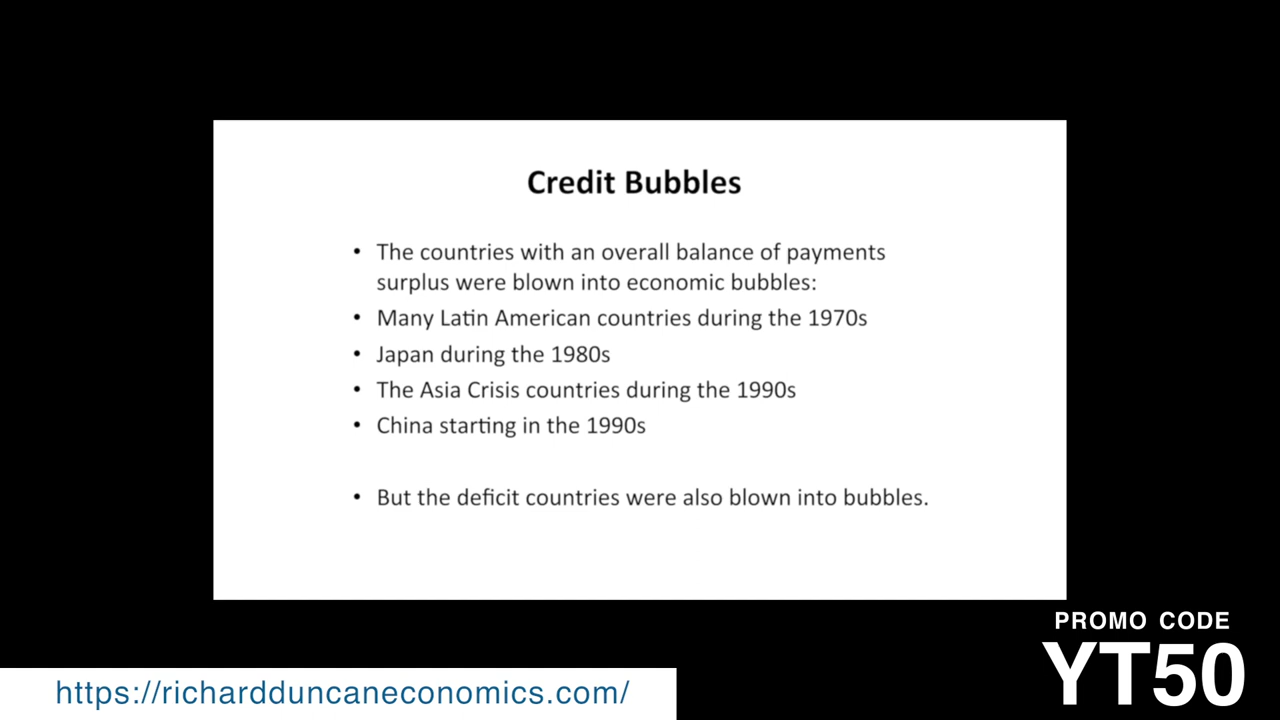 Credit Bubbles
• The countries with an overall balance of payments
surplus were blown into economic bubbles:
• Many Latin American countries during the 1970s
• Japan during the 1980s
• The Asia Crisis countries during the 1990s
• China starting in the 1990s
• But the deficit countries were also blown into bubbles.
PROMO CODE
YT50
https://richardduncaneconomics.com/